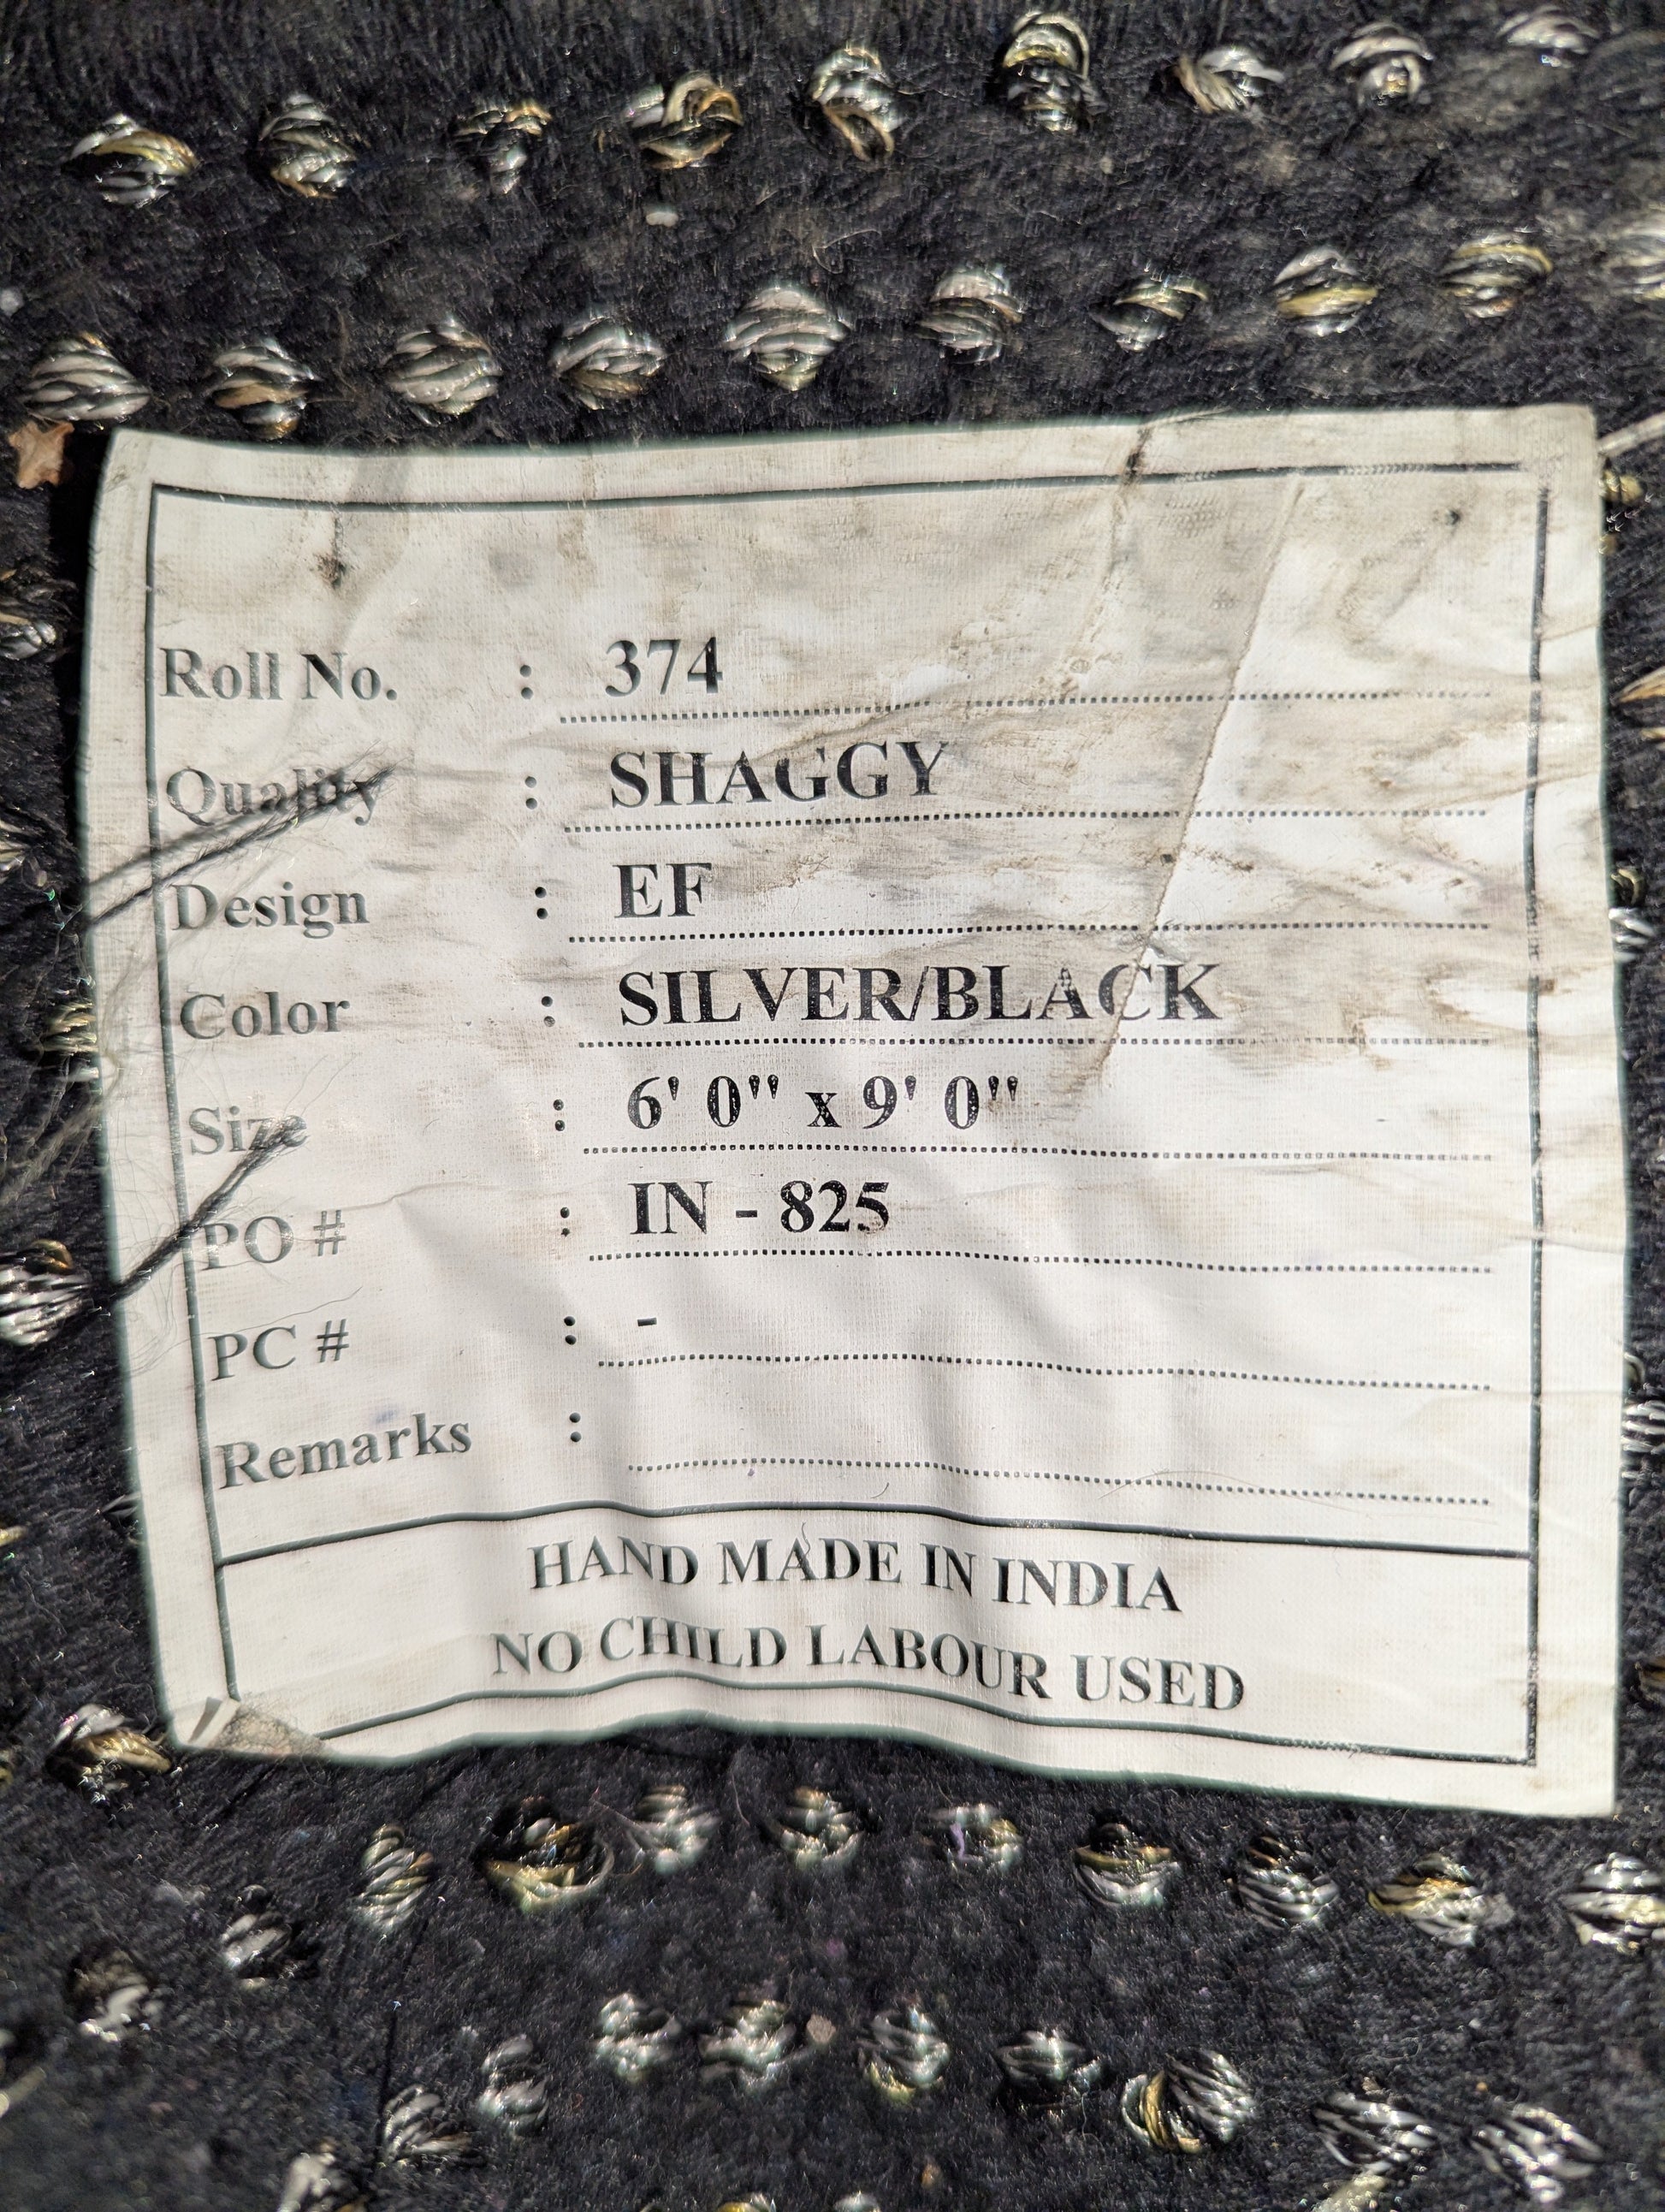 Roll No. : 374
Quality : SHAGGY
Design : EF
Color : SILVER/BLACK
Size : 6' 0" x 9' 0"
PO # : IN - 825
PC # : -
Remarks :
HAND MADE IN INDIA
NO CHILD LABOUR USED